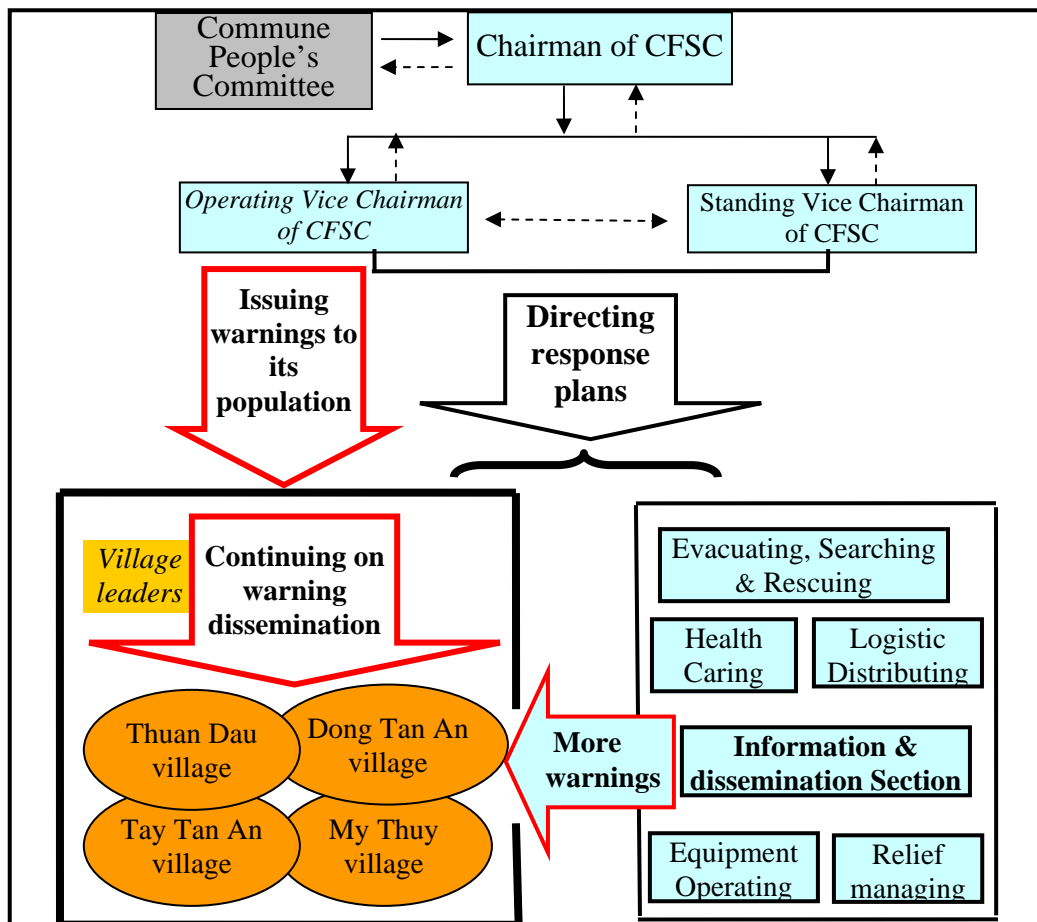 Commune
People's
Committee
Chairman of CFSC
Operating Vice Chairman
of CFSC
Standing Vice Chairman
of CFSC
Issuing
warnings to
its
population
Directing
response
plans
Village
leaders
Continuing on
warning
dissemination
Evacuating, Searching
& Rescuing
Health
Caring
Logistic
Distributing
Thuan Dau
village
Dong Tan An
village
Tay Tan An
village
My Thuy
village
More
warnings
Information &
dissemination Section
Equipment
Operating
Relief
managing